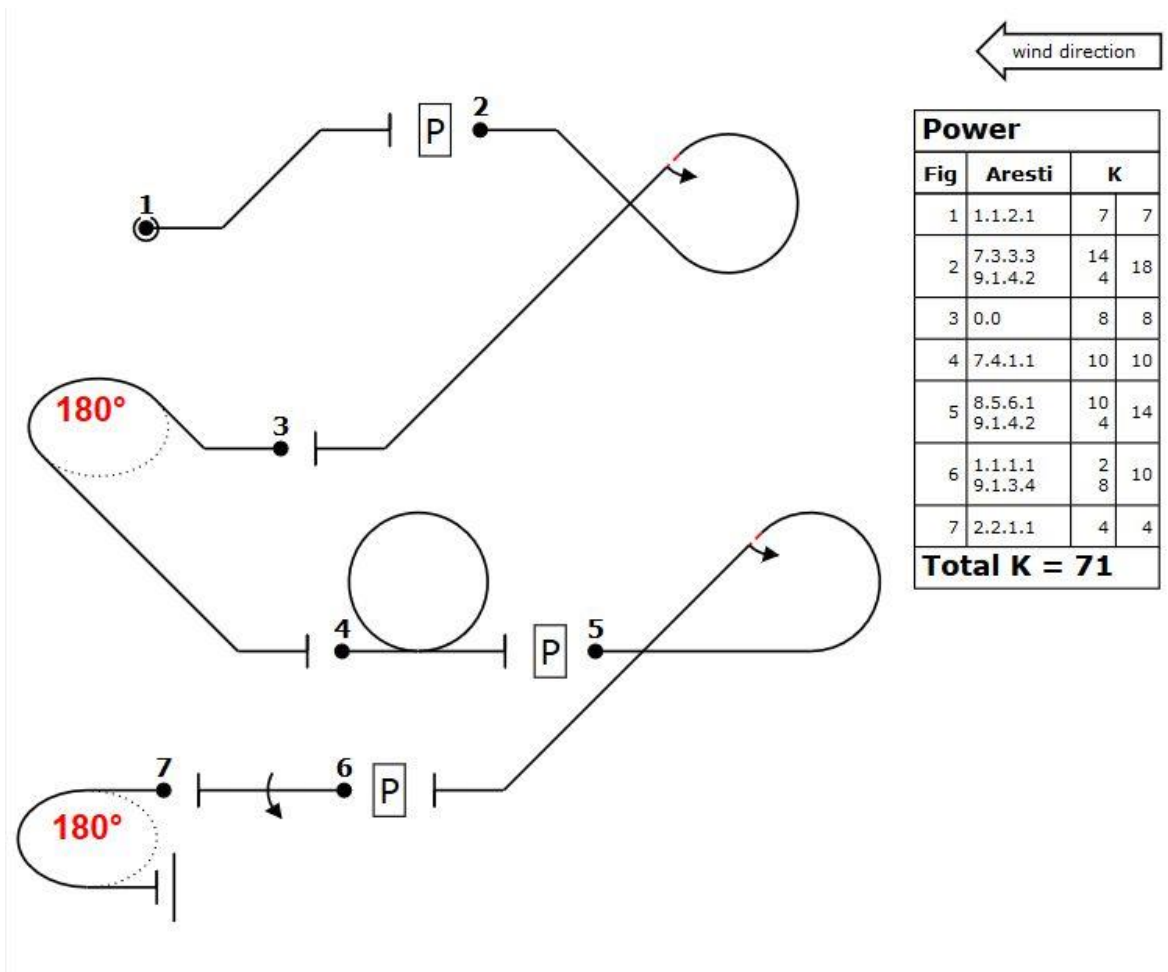 wind direction
2
P
1
Power
Fig Aresti K
1 1.1.2.1 7 7
2 7.3.3.3 14 18
9.1.4.2 4
3 0.0 8 8
4 7.4.1.1 10 10
5 8.5.6.1 10 14
9.1.4.2 4
6 1.1.1.1 2 10
9.1.3.4 8
7 2.2.1.1 4 4
Total K = 71
180°
3
4
P
5
7
6
P
180°